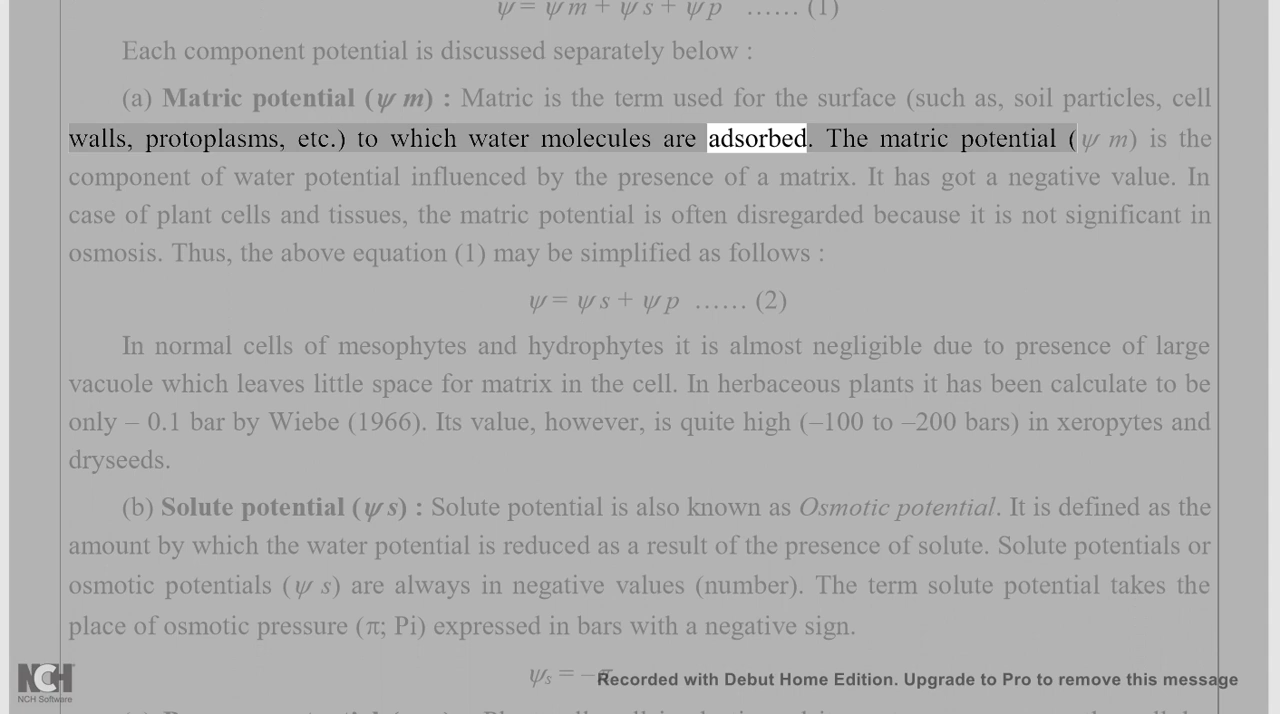 ψ = ψ m + ψ s + ψ p ...... (1)
Each component potential is discussed separately below :
(a) Matric potential (ψ m) : Matric is the term used for the surface (such as, soil particles, cell
walls, protoplasms, etc.) to which water molecules are adsorbed. The matric potential (ψ m) is the
component of water potential influenced by the presence of a matrix. It has got a negative value. In
case of plant cells and tissues, the matric potential is often disregarded because it is not significant in
osmosis. Thus, the above equation (1) may be simplified as follows :
ψ = ψ s + ψ p ...... (2)
In normal cells of mesophytes and hydrophytes it is almost negligible due to presence of large
vacuole which leaves little space for matrix in the cell. In herbaceous plants it has been calculate to be
only – 0.1 bar by Wiebe (1966). Its value, however, is quite high (–100 to –200 bars) in xeropytes and
dryseeds.
(b) Solute potential (ψ s) : Solute potential is also known as Osmotic potential. It is defined as the
amount by which the water potential is reduced as a result of the presence of solute. Solute potentials or
osmotic potentials (ψ s) are always in negative values (number). The term solute potential takes the
place of osmotic pressure (π; Pi) expressed in bars with a negative sign.
ψs = –π
NCH
NCH Software
Recorded with Debut Home Edition. Upgrade to Pro to remove this message